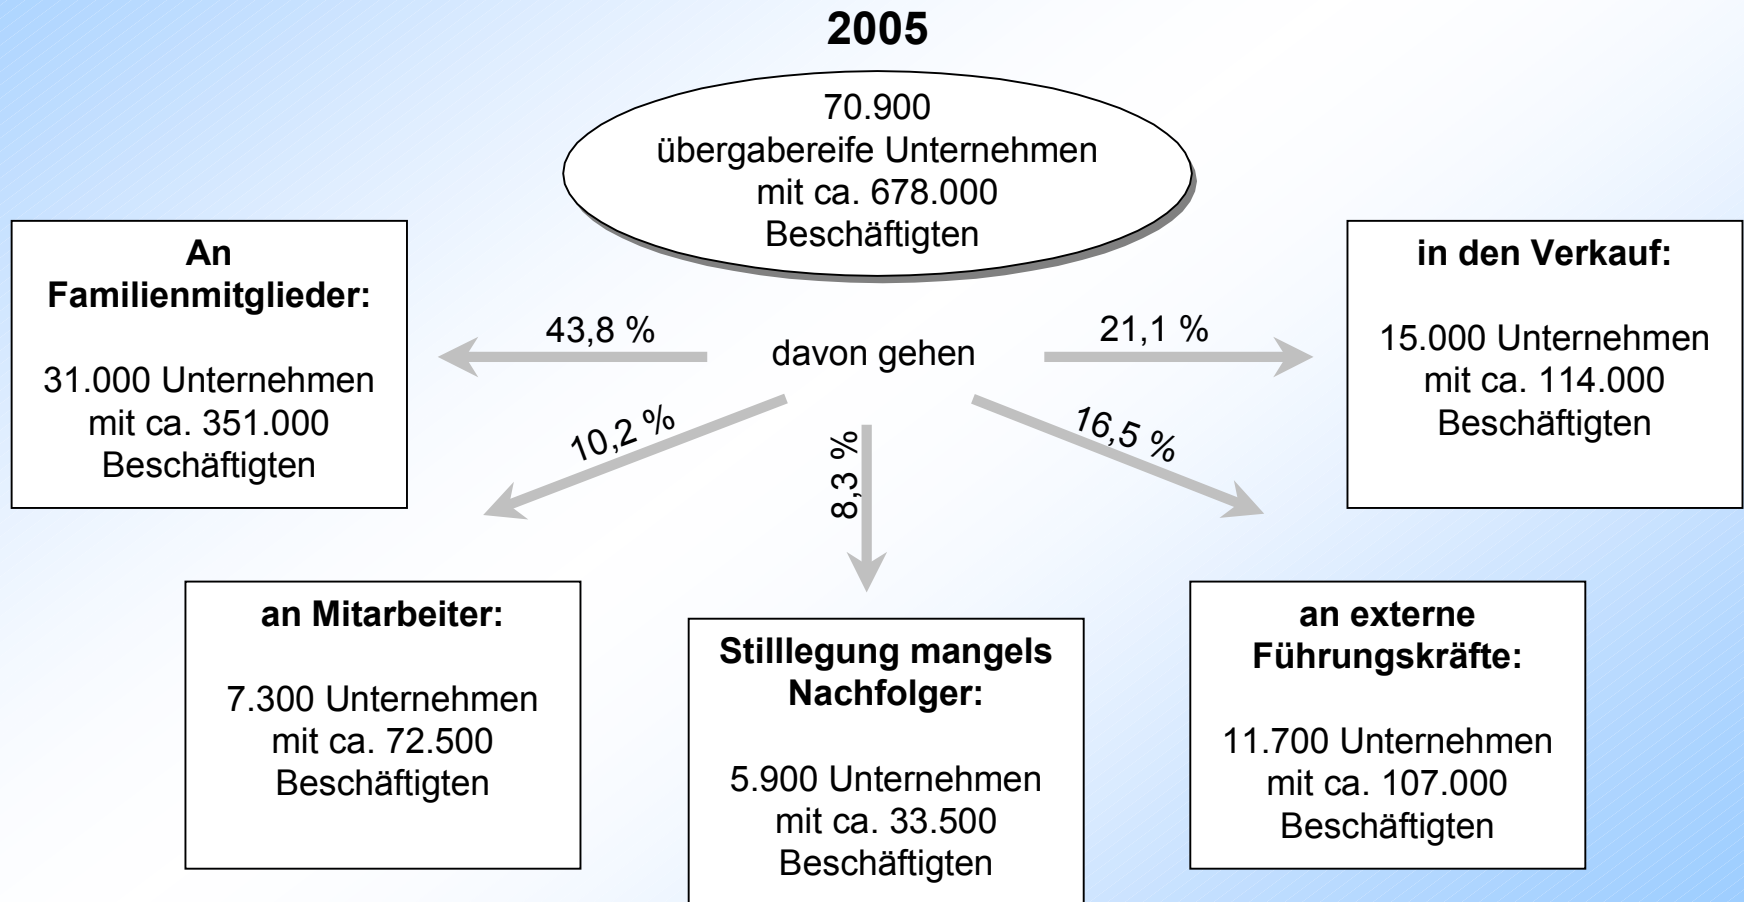 2005
70.900
übergabereife Unternehmen
mit ca. 678.000
Beschäftigten
An
Familienmitglieder:
31.000 Unternehmen
mit ca. 351.000
Beschäftigten
43,8 %
davon gehen
21,1 %
in den Verkauf:
15.000 Unternehmen
mit ca. 114.000
Beschäftigten
10,2 %
8,3 %
16,5 %
an Mitarbeiter:
7.300 Unternehmen
mit ca. 72.500
Beschäftigten
Stilllegung mangels
Nachfolger:
5.900 Unternehmen
mit ca. 33.500
Beschäftigten
an externe
Führungskräfte:
11.700 Unternehmen
mit ca. 107.000
Beschäftigten